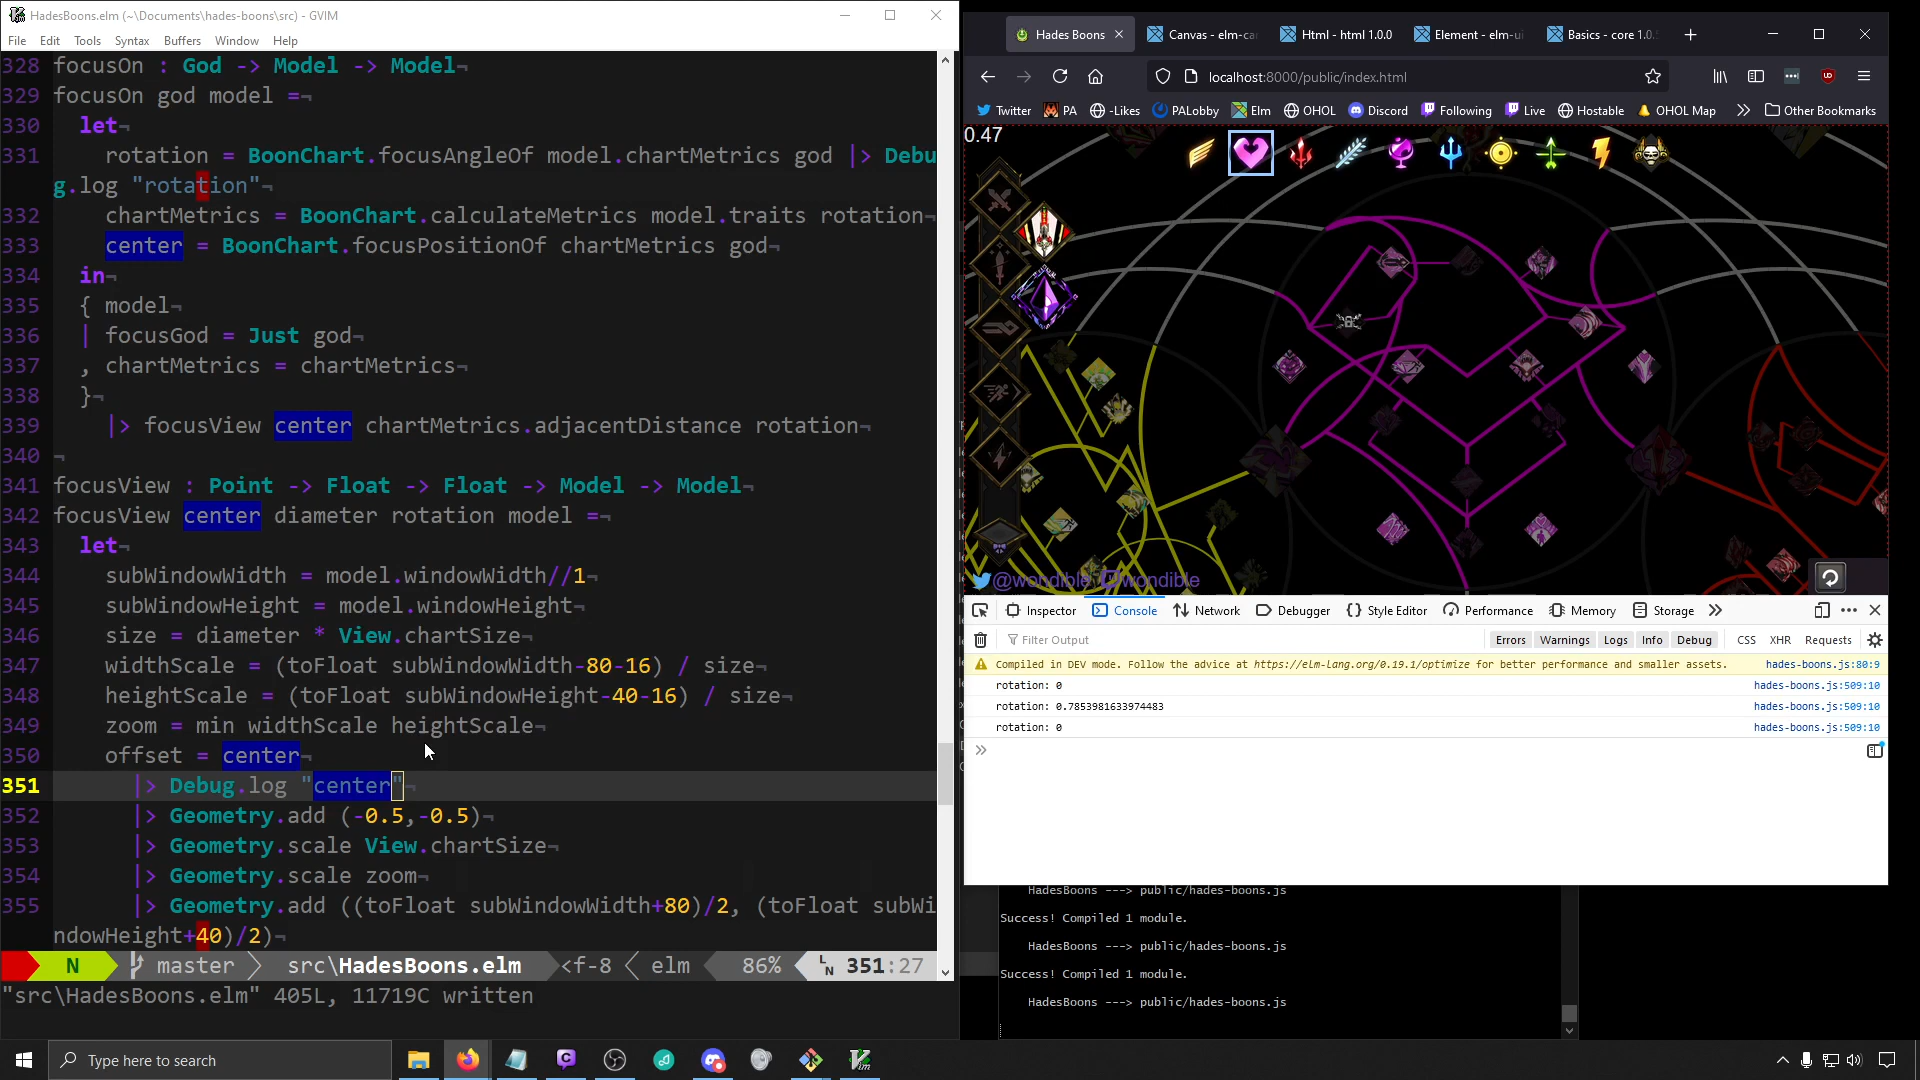 HadesBoons.elm (~\Documents\hades-boons\src) - GVIM
File Edit Tools Syntax Buffers Window Help
328 focusOn : God -> Model -> Model¬
329 focusOn god model =¬
330 let¬
331 rotation = BoonChart.focusAngleOf model.chartMetrics god |> Debu
g.log "rotation"¬
332 chartMetrics = BoonChart.calculateMetrics model.traits rotation¬
333 center = BoonChart.focusPositionOf chartMetrics god¬
334 in¬
335 { model¬
336 | focusGod = Just god¬
337 , chartMetrics = chartMetrics¬
338 }¬
339 |> focusView center chartMetrics.adjacentDistance rotation¬
340 ¬
341 focusView : Point -> Float -> Float -> Model -> Model¬
342 focusView center diameter rotation model =¬
343 let¬
344 subWindowWidth = model.windowWidth//1¬
345 subWindowHeight = model.windowHeight¬
346 size = diameter * View.chartSize¬
347 widthScale = (toFloat subWindowWidth-80-16) / size¬
348 heightScale = (toFloat subWindowHeight-40-16) / size¬
349 zoom = min widthScale heightScale¬
350 offset = center¬
351 |> Debug.log "center"¬
352 |> Geometry.add (-0.5,-0.5)¬
353 |> Geometry.scale View.chartSize¬
354 |> Geometry.scale zoom¬
355 |> Geometry.add ((toFloat subWindowWidth+80)/2, (toFloat subWi
ndowHeight+40)/2)¬
N master src\HadesBoons.elm <f-8 elm 86% LN 351:27
"src\HadesBoons.elm" 405L, 11719C written
Hades Boons Canvas - elm-ca Html - html 1.0.0 Element - elm-ui Basics - core 1.0.
localhost:8000/public/index.html
Twitter PA -Likes PALobby Elm OHOL Discord Following Live Hostable OHOL Map Other Bookmarks
0.47
@wondible wondible
Inspector Console Network Debugger Style Editor Performance Memory Storage
Filter Output Errors Warnings Logs Info Debug CSS XHR Requests
Compiled in DEV mode. Follow the advice at https://elm-lang.org/0.19.1/optimize for better performance and smaller assets. hades-boons.js:80:9
rotation: 0 hades-boons.js:509:10
rotation: 0.7853981633974483 hades-boons.js:509:10
rotation: 0 hades-boons.js:509:10
HadesBoons ---> public/hades-boons.js
Success! Compiled 1 module.
HadesBoons ---> public/hades-boons.js
Success! Compiled 1 module.
HadesBoons ---> public/hades-boons.js
Type here to search